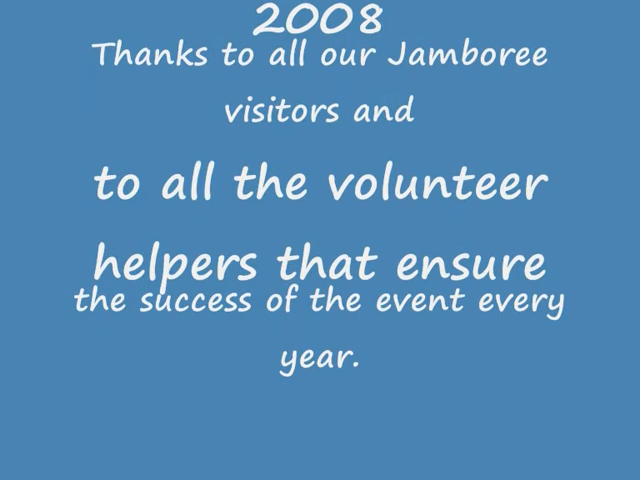 2008
Thanks to all our Jamboree
visitors and
to all the volunteer
helpers that ensure
the success of the event every
year.